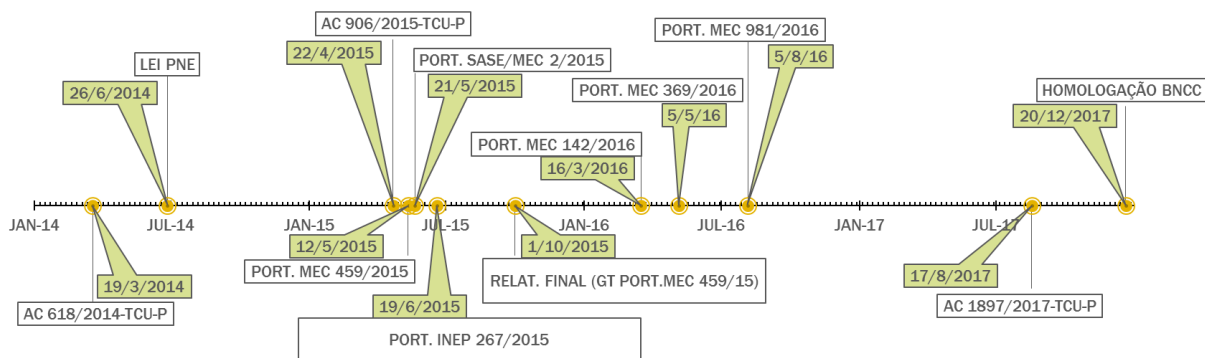 AC 906/2015-TCU-P
22/4/2015
PORT. MEC 981/2016
5/8/16
LEI PNE
26/6/2014
PORT. SASE/MEC 2/2015
21/5/2015
PORT. MEC 369/2016
5/5/16
HOMOLOGAÇÃO BNCC
20/12/2017
PORT. MEC 142/2016
16/3/2016
JAN-14
JUL-14
JAN-15
JUL-15
JAN-16
JUL-16
JAN-17
JUL-17
12/5/2015
PORT. MEC 459/2015
1/10/2015
RELAT. FINAL (GT PORT.MEC 459/15)
19/3/2014
AC 618/2014-TCU-P
19/6/2015
PORT. INEP 267/2015
17/8/2017
AC 1897/2017-TCU-P